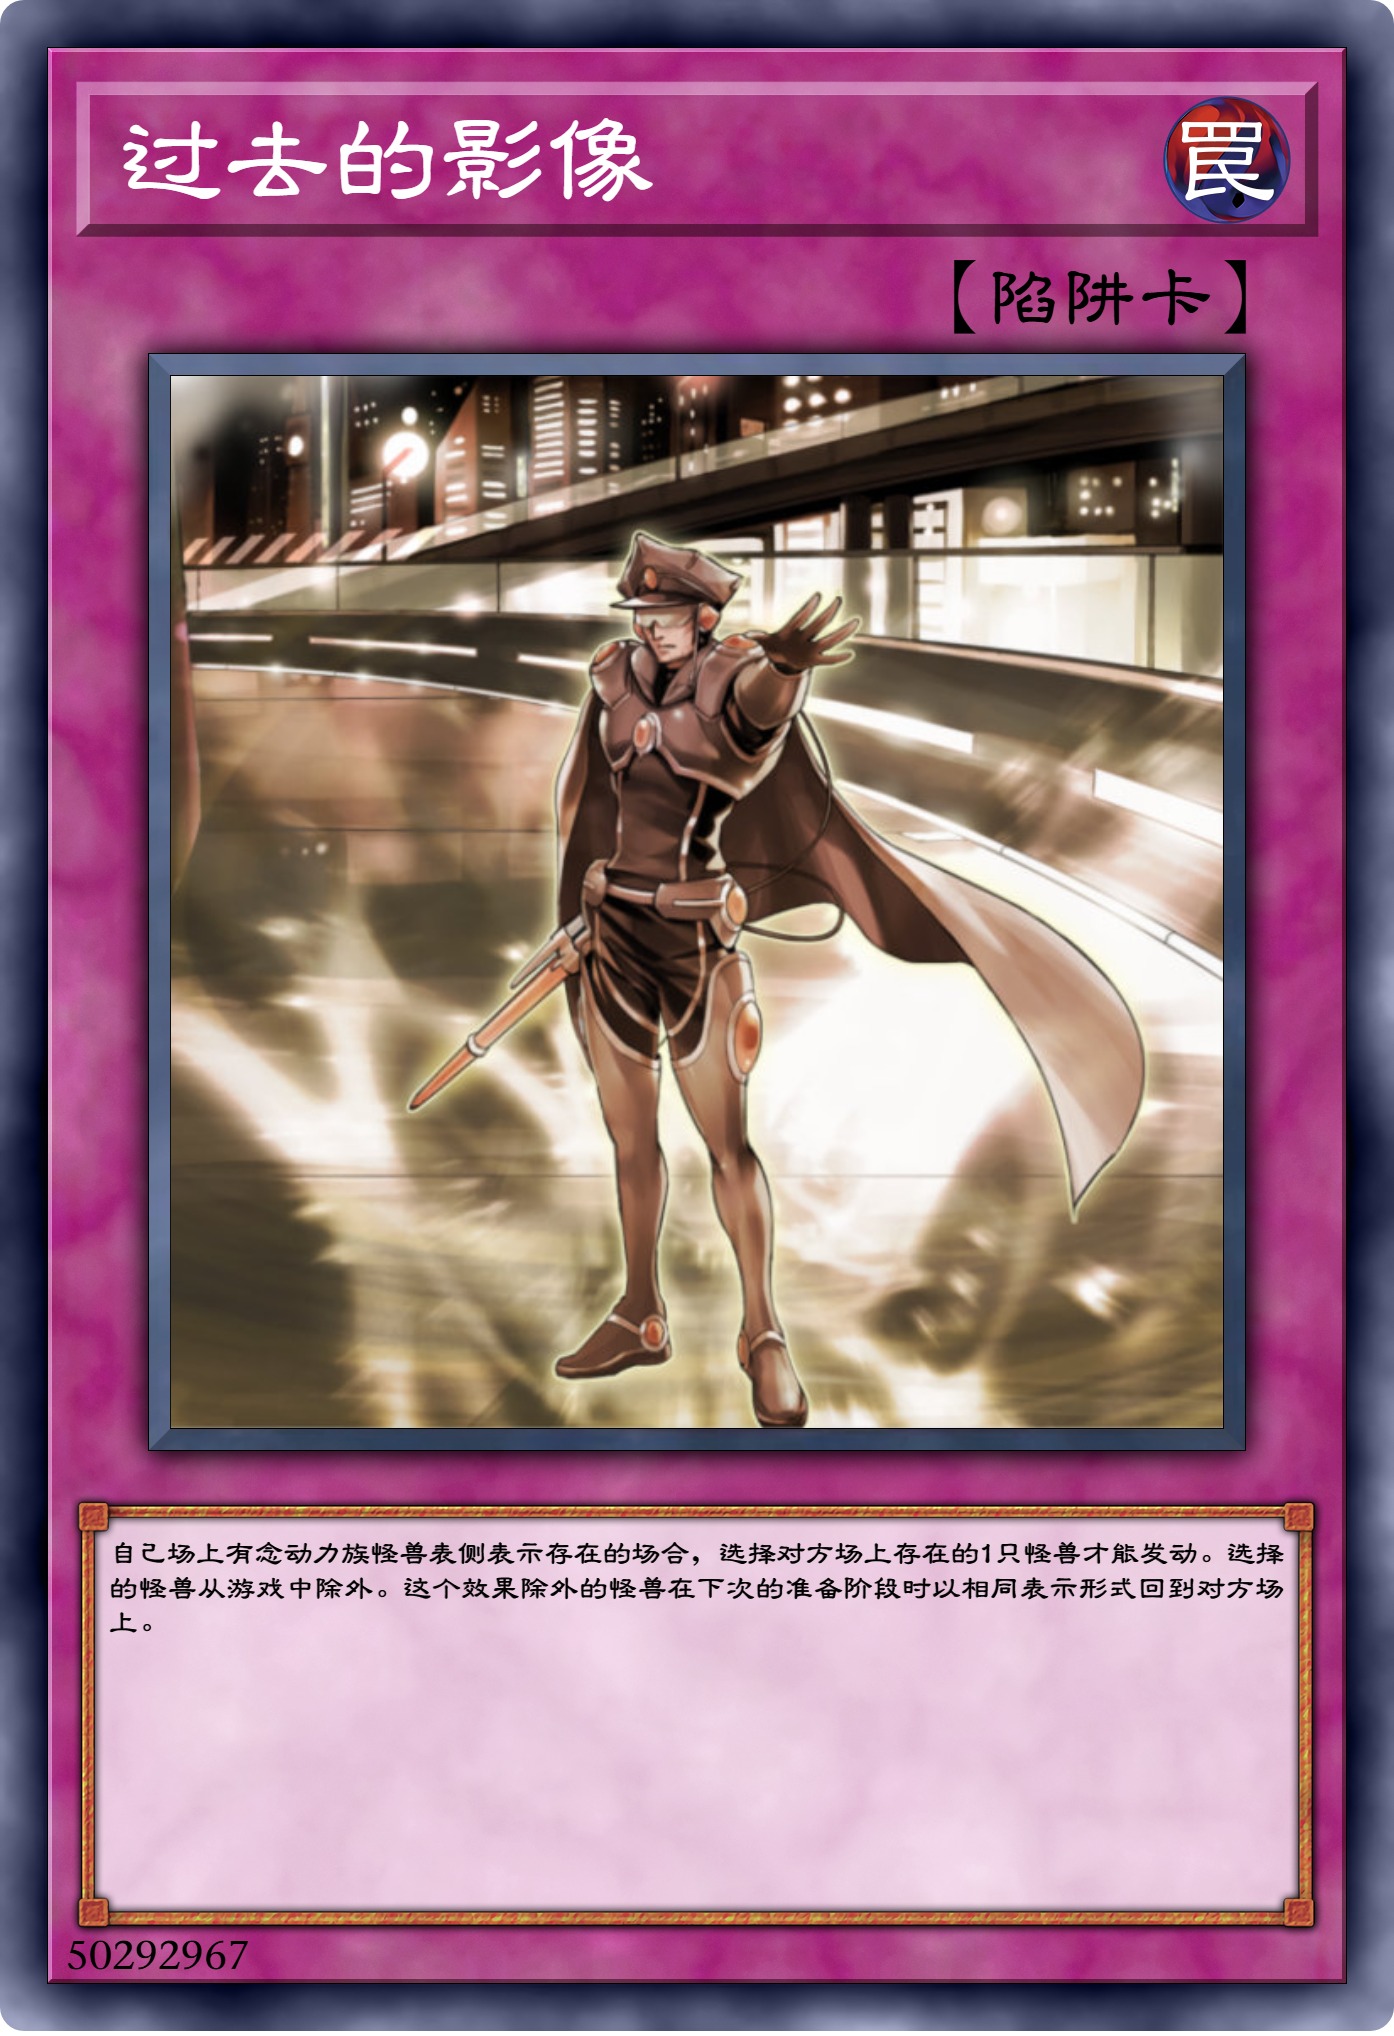 过去的影像
罠
【陷阱卡】
自己场上有念动力族怪兽表侧表示存在的场合，选择对方场上存在的1只怪兽才能发动。选择
的怪兽从游戏中除外。这个效果除外的怪兽在下次的准备阶段时以相同表示形式回到对方场
上。
50292967